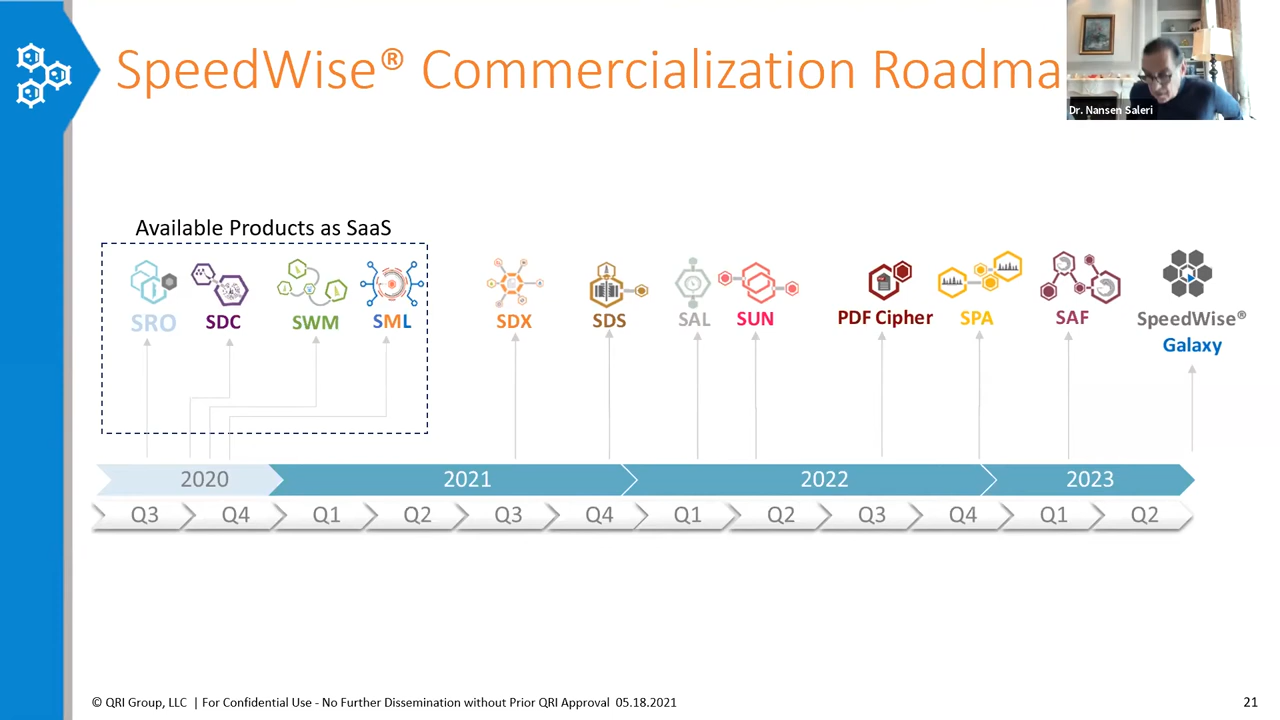 SpeedWise® Commercialization Roadma
Dr. Nansen Saleri
Available Products as SaaS
SRO
SDC
SWM
SML
SDX
SDS
SAL
SUN
PDF Cipher
SPA
SAF
SpeedWise®
Galaxy
2020
2021
2022
2023
Q3
Q4
Q1
Q2
Q3
Q4
Q1
Q2
Q3
Q4
Q1
Q2
© QRI Group, LLC | For Confidential Use - No Further Dissemination without Prior QRI Approval 05.18.2021
21